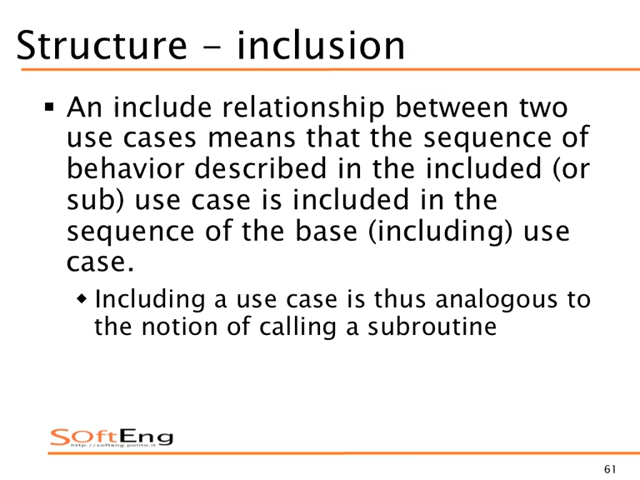 Structure – inclusion
▪ An include relationship between two
use cases means that the sequence of
behavior described in the included (or
sub) use case is included in the
sequence of the base (including) use
case.
◆ Including a use case is thus analogous to
the notion of calling a subroutine
SOftEng
http://softeng.polito.it
61